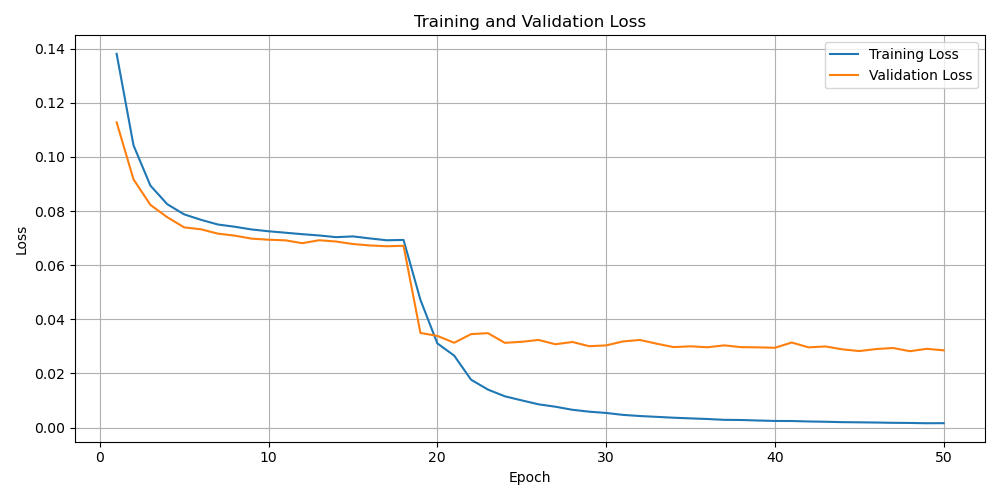 Training and Validation Loss
Training Loss
Validation Loss
Loss
0.14
0.12
0.10
0.08
0.06
0.04
0.02
0.00
0 10 20 30 40 50
Epoch